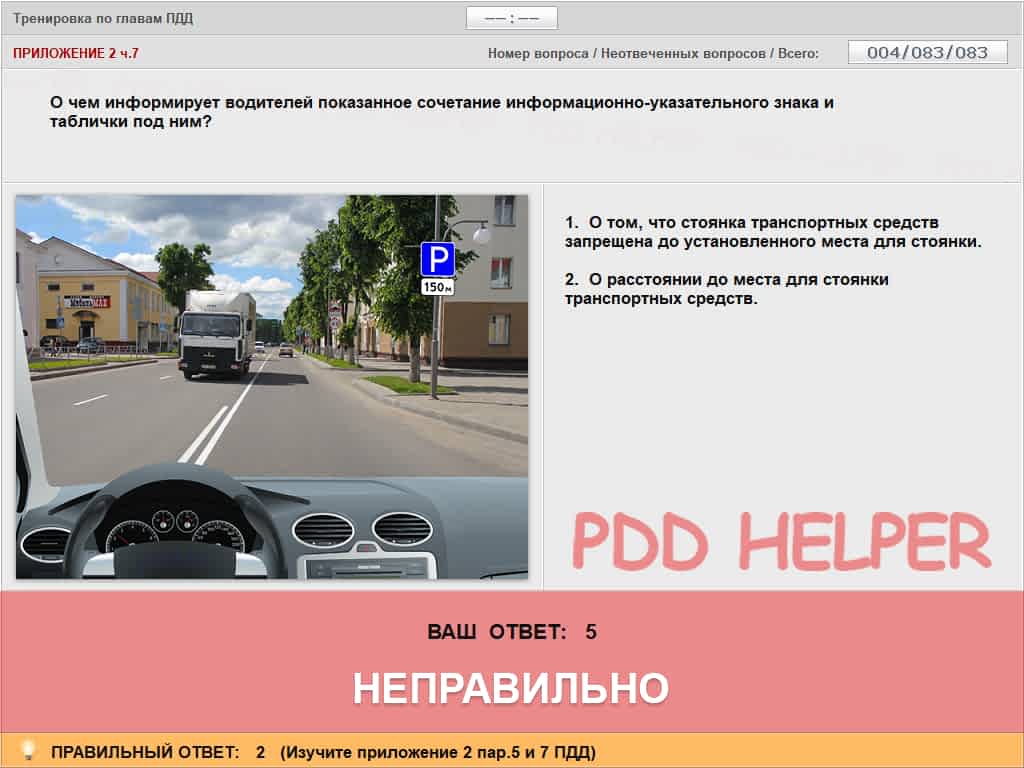 Тренировка по главам ПДД
–– : ––
ПРИЛОЖЕНИЕ 2 ч.7
Номер вопроса / Неотвеченных вопросов / Всего:
004/083/083
О чем информирует водителей показанное сочетание информационно-указательного знака и
таблички под ним?
1. О том, что стоянка транспортных средств
запрещена до установленного места для стоянки.
2. О расстоянии до места для стоянки
транспортных средств.
P
150м
PDD HELPER
ВАШ ОТВЕТ: 5
НЕПРАВИЛЬНО
ПРАВИЛЬНЫЙ ОТВЕТ: 2 (Изучите приложение 2 пар.5 и 7 ПДД)